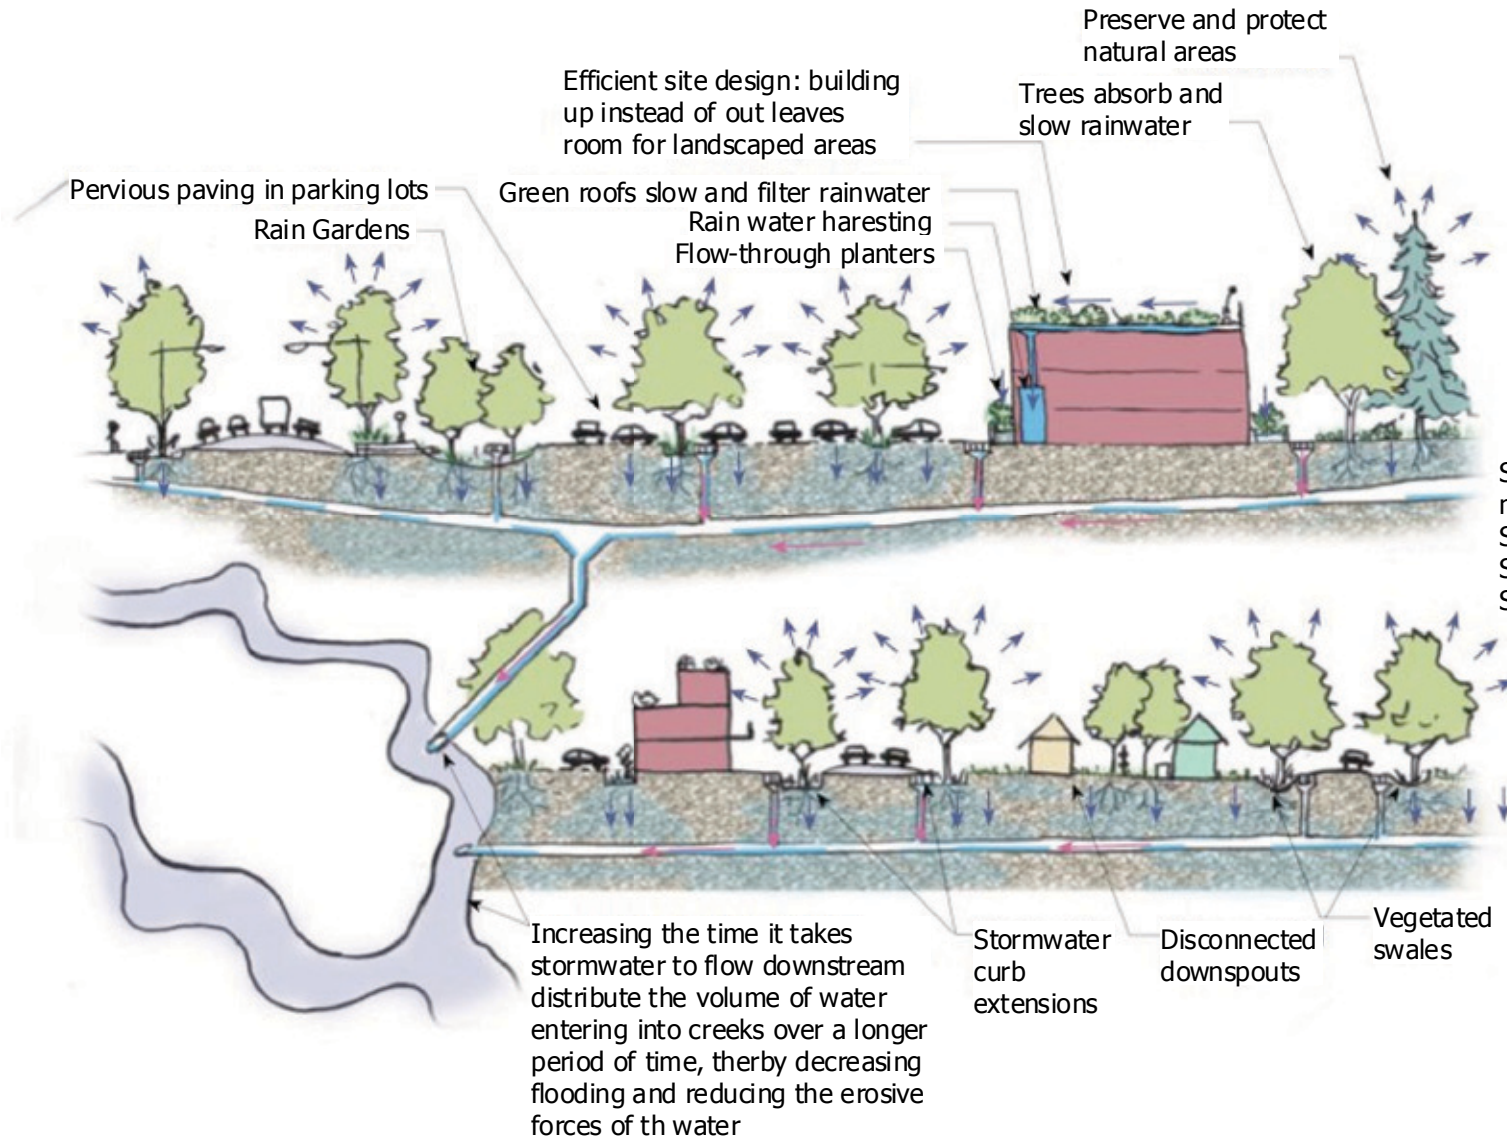 Preserve and protect
natural areas
Efficient site design: building
up instead of out leaves
room for landscaped areas
Trees absorb and
slow rainwater
Pervious paving in parking lots
Green roofs slow and filter rainwater
Rain water haresting
Rain Gardens
Flow-through planters
Increasing the time it takes
stormwater to flow downstream
distribute the volume of water
entering into creeks over a longer
period of time, therby decreasing
flooding and reducing the erosive
forces of th water
Stormwater
curb
extensions
Disconnected
downspouts
Vegetated
swales